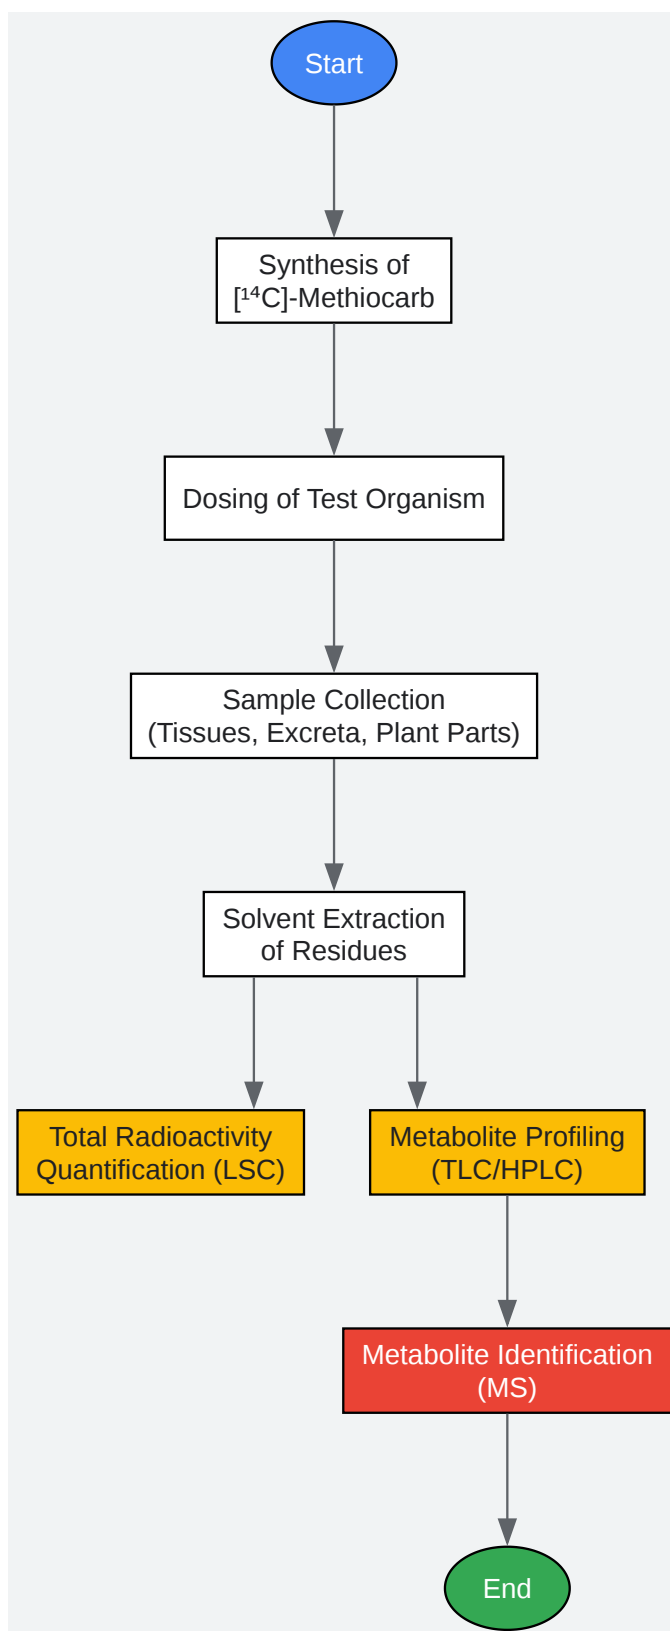 Start
Synthesis of
[¹⁴C]-Methiocarb
Dosing of Test Organism
Sample Collection
(Tissues, Excreta, Plant Parts)
Solvent Extraction
of Residues
Total Radioactivity
Quantification (LSC)
Metabolite Profiling
(TLC/HPLC)
Metabolite Identification
(MS)
End